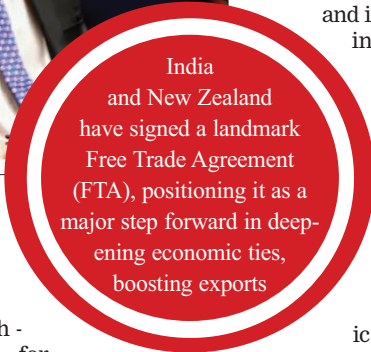 and i
in
India
and New Zealand
have signed a landmark
Free Trade Agreement
(FTA), positioning it as a
major step forward in deep-
ening economic ties,
boosting exports
h -
for
ic